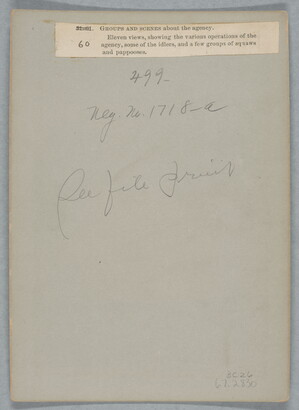 GROUPS AND SCENES about the agency.
60
Eleven views, showing the various operations of the
agency, some of the idlers, and a few groups of squaws
and pappooses.
499-
Neg. No. 1718-a
See file print